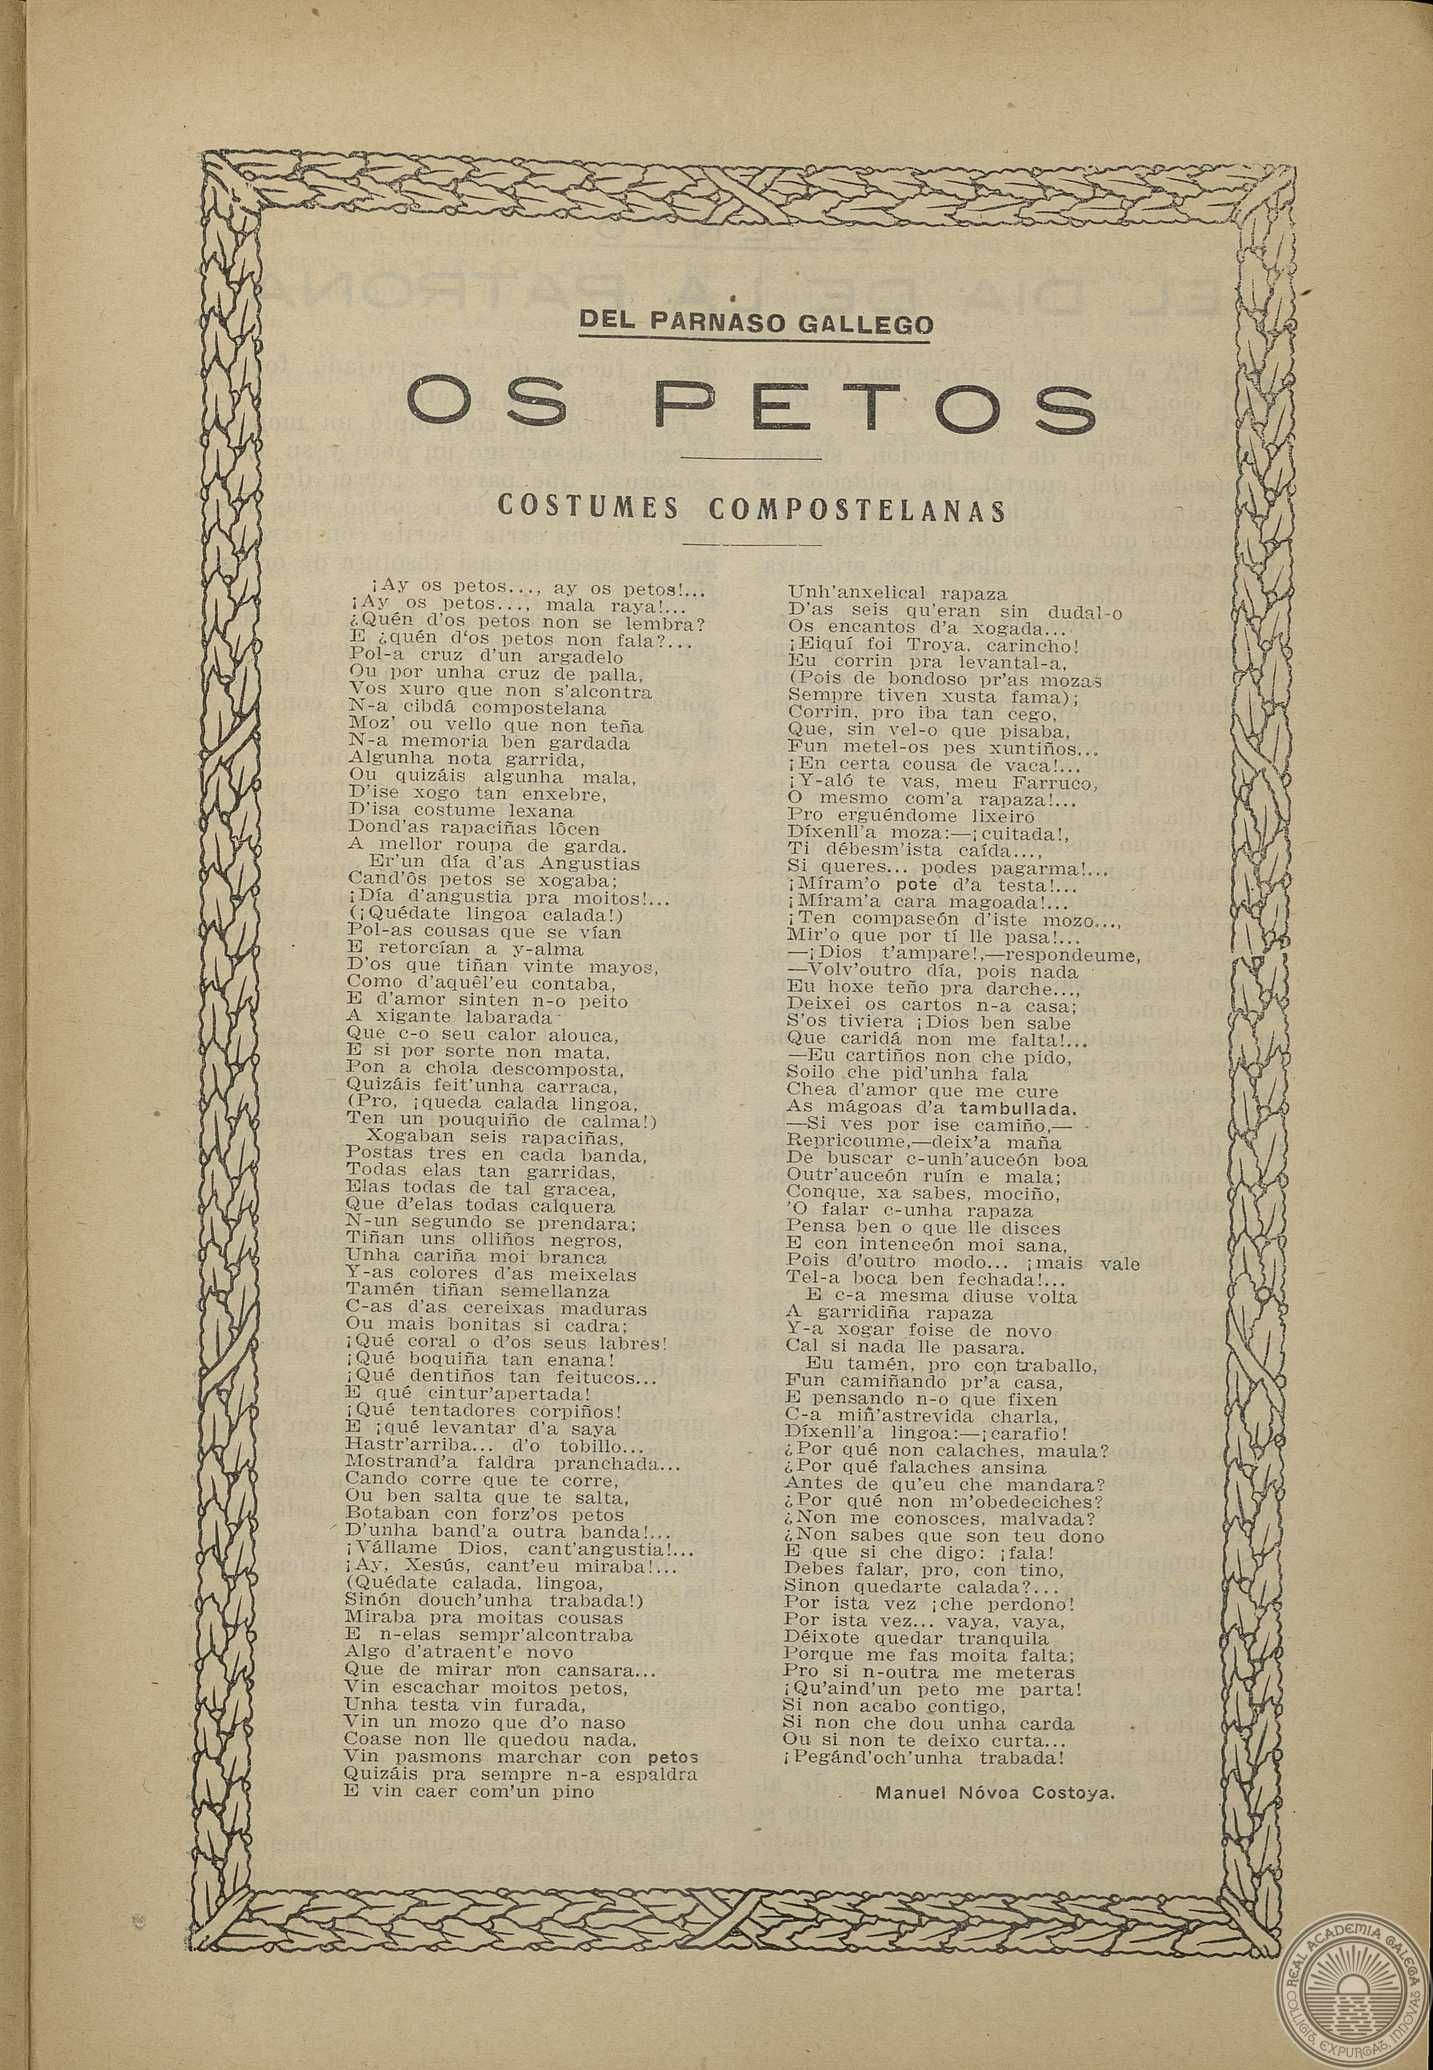 DEL PARNASO GALLEGO
OS PETOS
COSTUMES COMPOSTELANAS
¡Ay os petos..., ay os petos!...
¡Ay os petos..., mala raya!...
¿Quén d'os petos non se lembra?
E ¿quén d'os petos non fala?...
Pol-a cruz d'un argadelo
Ou por unha cruz de palla,
Vos xuro que non s'alcontra
N-a cibdá compostelana
Moz' ou vello que non teña
N-a memoria ben gardada
Algunha nota garrida,
Ou quizáis algunha mala,
D'ise xogo tan enxebre,
D'isa costume lexana
Dond'as rapaciñas lôcen
A mellor roupa de garda.
Er'un día d'as Angustias
Cand'ôs petos se xogaba;
¡Día d'angustia pra moitos!...
(¡Quédate lingoa calada!)
Pol-as cousas que se vían
E retorcían a y-alma
D'os que tiñan vinte mayos,
Como d'aquêl'eu contaba,
E d'amor sinten n-o peito
A xigante labarada
Que c-o seu calor alouca,
E si por sorte non mata,
Pon a chola descomposta,
Quizáis feit'unha carraca,
(Pro, ¡queda calada lingoa,
Ten un pouquiño de calma!)
Xogaban seis rapaciñas,
Postas tres en cada banda,
Todas elas tan garridas,
Elas todas de tal gracea,
Que d'elas todas calquera
N-un segundo se prendara;
Tiñan uns olliños negros,
Unha cariña moi branca
Y-as colores d'as meixelas
Tamén tiñan semellanza
C-as d'as cereixas maduras
Ou mais bonitas si cadra;
¡Qué coral o d'os seus labres!
¡Qué boquiña tan enana!
¡Qué dentiños tan feitucos...
E qué cintur'apertada!
¡Qué tentadores corpiños!
E ¡qué levantar d'a saya
Hastr'arriba... d'o tobillo...
Mostrand'a faldra pranchada...
Cando corre que te corre,
Ou ben salta que te salta,
Botaban con forz'os petos
D'unha band'a outra banda!...
¡Vállame Dios, cant'angustia!...
¡Ay, Xesús, cant'eu miraba!...
(Quédate calada, lingoa,
Sinón douch'unha trabada!)
Miraba pra moitas cousas
E n-elas sempr'alcontraba
Algo d'atraent'e novo
Que de mirar non cansara...
Vin escachar moitos petos,
Unha testa vin furada,
Vin un mozo que d'o naso
Coase non lle quedou nada,
Vin pasmons marchar con petos
Quizáis pra sempre n-a espaldra
E vin caer com'un pino
Unh'anxelical rapaza
D'as seis qu'eran sin dudal-o
Os encantos d'a xogada...
¡Eiquí foi Troya, carincho!
Eu corrin pra levantal-a,
(Pois de bondoso pr'as mozas
Sempre tiven xusta fama);
Corrin, pro iba tan cego,
Que, sin vel-o que pisaba,
Fun metel-os pes xuntiños...
¡En certa cousa de vaca!...
¡Y-aló te vas, meu Farruco,
O mesmo com'a rapaza!...
Pro erguéndome lixeiro
Díxenll'a moza:—¡cuitada!,
Ti débesm'ista caída...,
Si queres... podes pagarma!...
¡Míram'o pote d'a testa!...
¡Míram'a cara magoada!...
¡Ten compaseón d'iste mozo...,
Mir'o que por tí lle pasa!...
—¡Dios t'ampare!,—respondeume,
—Volv'outro día, pois nada
Eu hoxe teño pra darche...,
Deixei os cartos n-a casa;
S'os tiviera ¡Dios ben sabe
Que caridá non me falta!...
—Eu cartiños non che pido,
Soilo che pid'unha fala
Chea d'amor que me cure
As mágoas d'a tambullada.
—Si ves por ise camiño,—
Repricoume,—deix'a maña
De buscar c-unh'auceón boa
Outr'auceón ruín e mala;
Conque, xa sabes, mociño,
'O falar c-unha rapaza
Pensa ben o que lle disces
E con intenceón moi sana,
Pois d'outro modo... ¡mais vale
Tel-a boca ben fechada!...
E c-a mesma diuse volta
A garridiña rapaza
Y-a xogar foise de novo
Cal si nada lle pasara.
Eu tamén, pro con traballo,
Fun camiñando pr'a casa,
E pensando n-o que fixen
C-a miñ'astrevida charla,
Díxenll'a lingoa:—¡carafio!
¿Por qué non calaches, maula?
¿Por qué falaches ansina
Antes de qu'eu che mandara?
¿Por qué non m'obedeciches?
¿Non me conosces, malvada?
¿Non sabes que son teu dono
E que si che digo: ¡fala!
Debes falar, pro, con tino,
Sinon quedarte calada?...
Por ista vez ¡che perdono!
Por ista vez... vaya, vaya,
Déixote quedar tranquila
Porque me fas moita falta;
Pro si n-outra me meteras
¡Qu'aind'un peto me parta!
Si non acabo contigo,
Si non che dou unha carda
Ou si non te deixo curta...
¡Pegánd'och'unha trabada!
Manuel Nóvoa Costoya.
REAL ACADEMIA GALEGA
COLLIGIT, EXPURGAT, INNOVAT